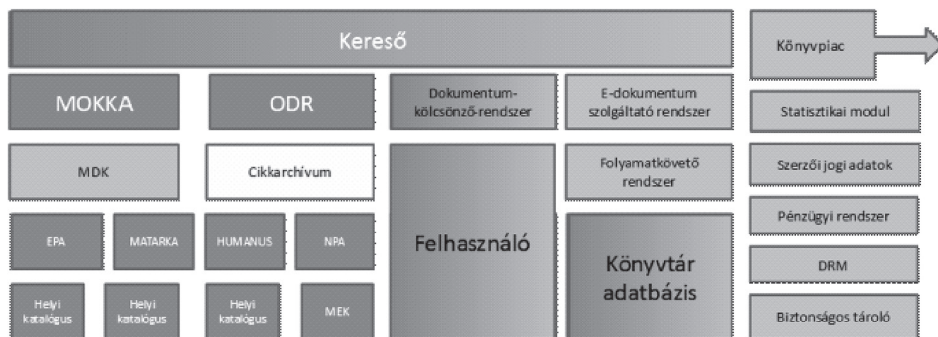 Kereső
Könyvpiac
MOKKA
ODR
Dokumentum-
kölcsönző-rendszer
E-dokumentum
szolgáltató rendszer
Statisztikai modul
MDK
Cikkarchívum
Folyamatkövető
rendszer
Szerzői jogi adatok
EPA
MATARKA
HUMANUS
NPA
Felhasználó
Könyvtár
adatbázis
Pénzügyi rendszer
DRM
Helyi
katalógus
Helyi
katalógus
Helyi
katalógus
MEK
Biztonságos tároló